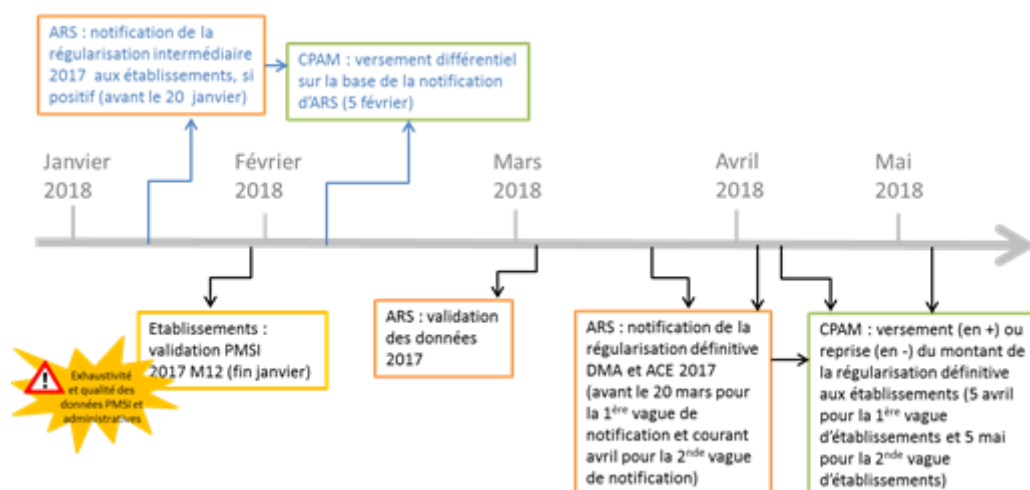 ARS : notification de la
régularisation intermédiaire
2017 aux établissements, si
positif (avant le 20 janvier)
CPAM : versement différentiel
sur la base de la notification
d'ARS (5 février)
Janvier
2018
Février
2018
Mars
2018
Avril
2018
Mai
2018
Etablissements :
validation PMSI
2017 M12 (fin janvier)
Exhaustivité
et qualité des
données PMSI et
administratives
ARS : validation
des données
2017
ARS : notification de la
régularisation définitive
DMA et ACE 2017
(avant le 20 mars pour
la 1ère vague de
notification et courant
avril pour la 2nde vague
de notification)
CPAM : versement (en +) ou
reprise (en -) du montant de
la régularisation définitive
aux établissements (5 avril
pour la 1ère vague
d'établissements et 5 mai
pour la 2nde vague
d'établissements)